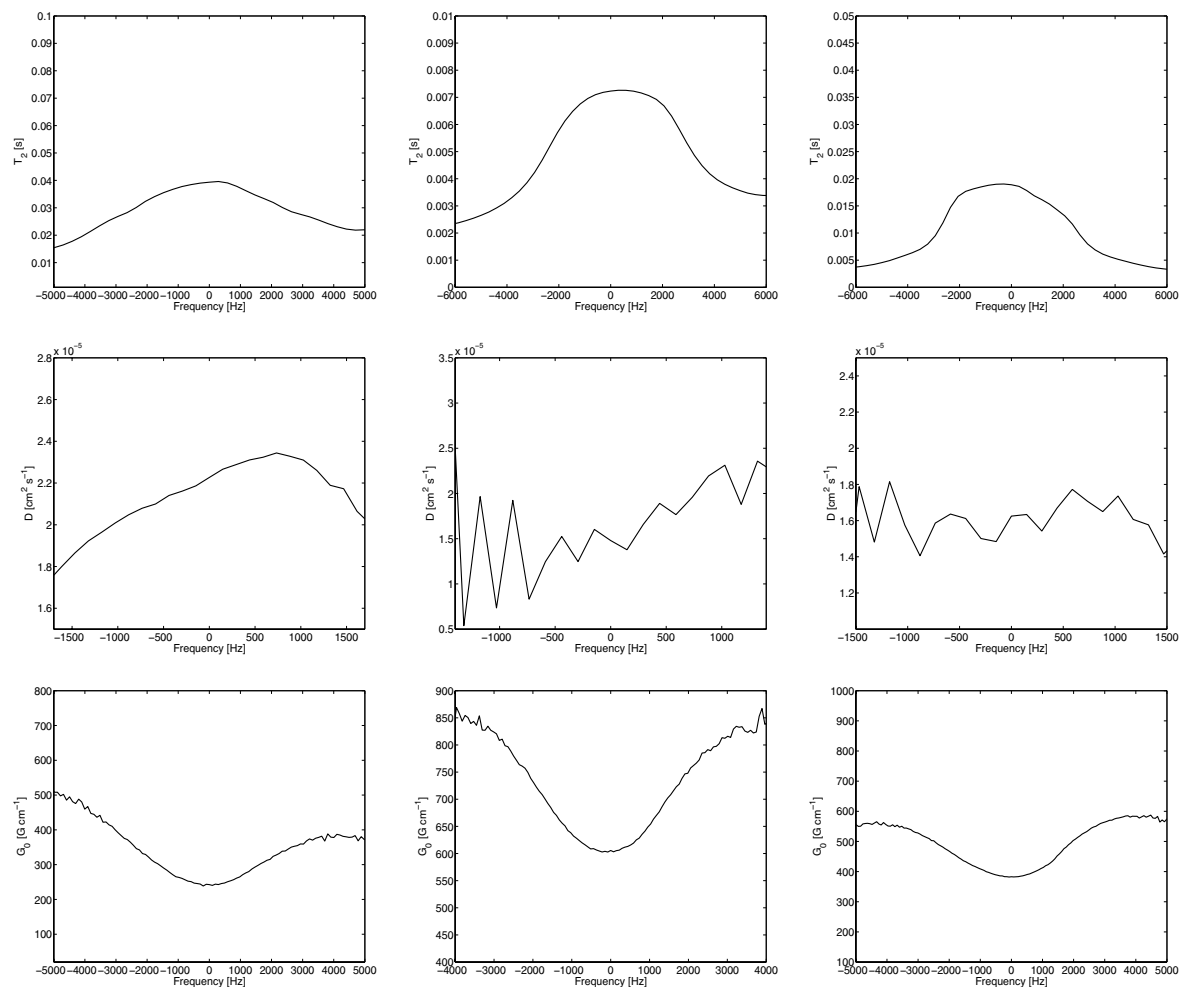 0.1
0.09
0.08
0.07
0.06
0.05
0.04
0.03
0.02
0.01
T₂ [s]
−5000 −4000 −3000 −2000 −1000 0 1000 2000 3000 4000 5000
Frequency [Hz]
0.01
0.009
0.008
0.007
0.006
0.005
0.004
0.003
0.002
0.001
0
T₂ [s]
−6000 −4000 −2000 0 2000 4000 6000
Frequency [Hz]
0.05
0.045
0.04
0.035
0.03
0.025
0.02
0.015
0.01
0.005
0
T₂ [s]
−6000 −4000 −2000 0 2000 4000 6000
Frequency [Hz]
x 10⁻⁵
2.8
2.6
2.4
2.2
2
1.8
1.6
D [cm² s⁻¹]
−1500 −1000 −500 0 500 1000 1500
Frequency [Hz]
x 10⁻⁵
3.5
3
2.5
2
1.5
1
0.5
D [cm² s⁻¹]
−1000 −500 0 500 1000
Frequency [Hz]
x 10⁻⁵
2.4
2.2
2
1.8
1.6
1.4
1.2
D [cm² s⁻¹]
−1500 −1000 −500 0 500 1000 1500
Frequency [Hz]
800
700
600
500
400
300
200
100
G₀ [G cm⁻¹]
−5000 −4000 −3000 −2000 −1000 0 1000 2000 3000 4000 5000
Frequency [Hz]
900
850
800
750
700
650
600
550
500
450
400
G₀ [G cm⁻¹]
−4000 −3000 −2000 −1000 0 1000 2000 3000 4000
Frequency [Hz]
1000
900
800
700
600
500
400
300
200
100
G₀ [G cm⁻¹]
−5000 −4000 −3000 −2000 −1000 0 1000 2000 3000 4000 5000
Frequency [Hz]